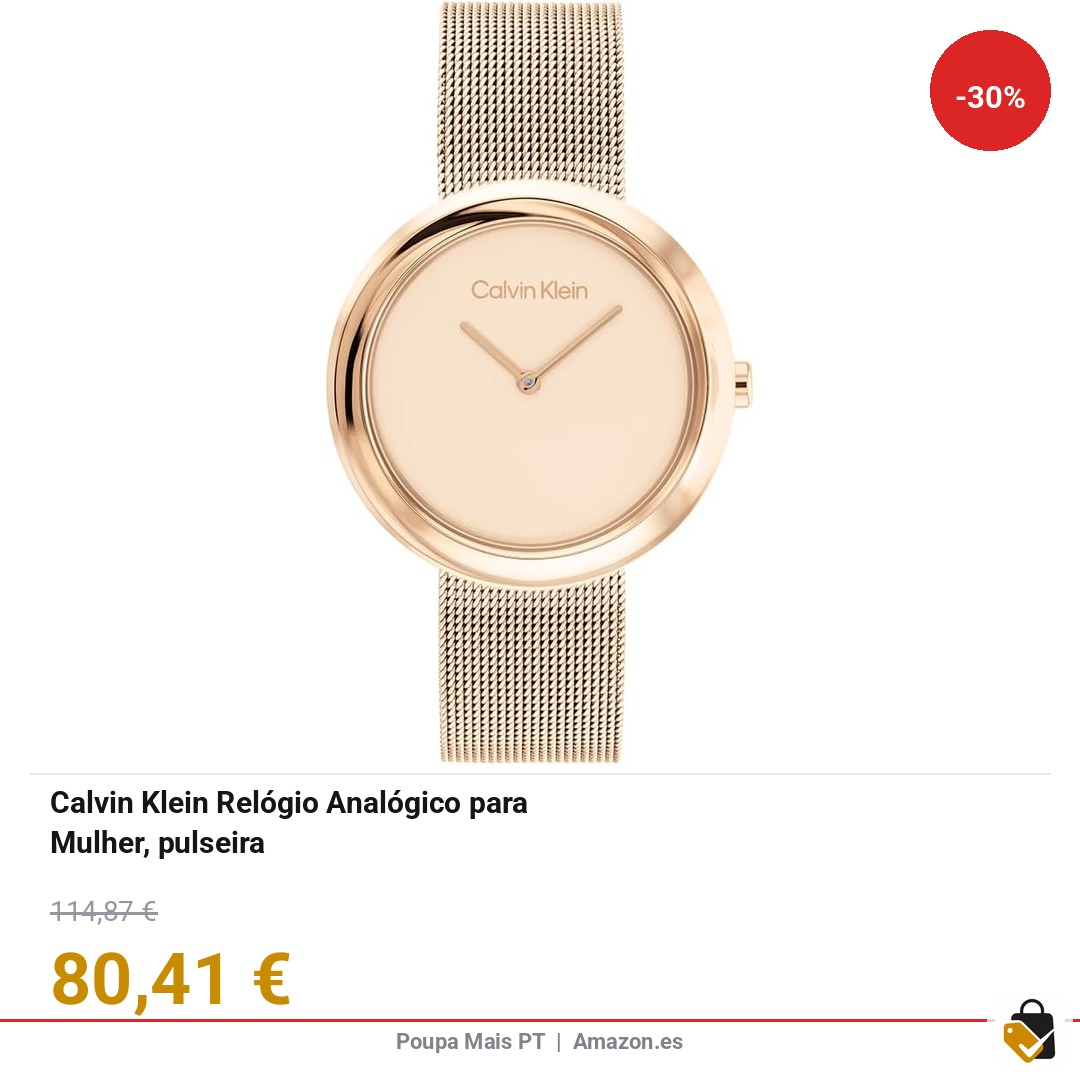 -30%
Calvin Klein
Calvin Klein Relógio Analógico para
Mulher, pulseira
114,87 €
80,41 €
Poupa Mais PT | Amazon.es